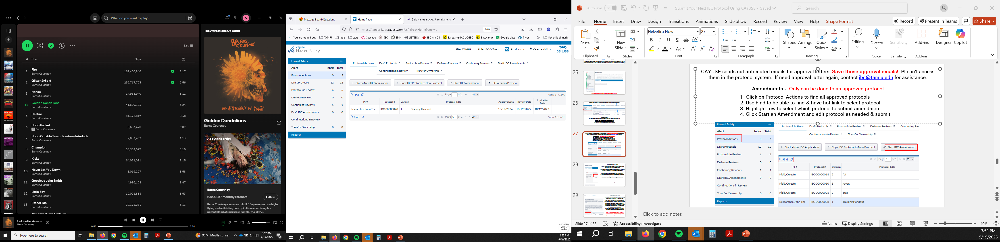 What do you want to play?
C
The Attractions Of Youth
List
# Title Plays
1 Fire 169,406,846 3:17
Barns Courtney
2 Glitter & Gold 259,717,763 2:56
Barns Courtney
3 Hands 14,968,940 3:11
Barns Courtney
Golden Dandelions 41,609,193 3:24
Barns Courtney
5 Hellfire 81,375,817 2:48
Barns Courtney
6 Hobo Rocket 6,663,470 3:07
E Barns Courtney
7 Hobo Outside Tesco, London - Interlude 2,853,462 1:13
Barns Courtney
8 Champion 53,303,077 3:10
Barns Courtney
9 Kicks 64,021,071 3:15
Barns Courtney
10 Never Let You Down 8,019,207 3:58
Barns Courtney
11 Goodbye John Smith 4,986,158 3:47
Barns Courtney
12 Little Boy 19,091,834 3:53
Barns Courtney
13 Rather Die 20,173,284 3:13
Barns Courtney
The Attractions Of Youth
BARNS COURTNEY
THE ATTRACTIONS OF YOUTH
Golden Dandelions
Barns Courtney
About the artist
Barns Courtney
2,846,257 monthly listeners Follow
Barns Courtney's raucous third LP Supernatural is a high-
flying and nail-biting concept album combining his
potent blend of rock's low rumble, the glitzy...
Golden Dandelions
Barns Courtney
0:56 3:24
Type here to search 93°F Mostly sunny 3:52 PM
9/19/2025
2
Message Board/Questions Home Page Gold nanoparticles 5 nm diamete
https://tamiur4.uat.cayuse.com/esRefreshHomePage.wc 80%
You are logged out. TAMIU tools stats Cascade SSO SPIN LISTSERV IBC risk DB Basecamp IACUC/IBC Basecamp Google class Pivot Other Bookmarks
cayuse
Hazard Safety
Site: TAMIU Role: IBC Office Products Celeste Kidd cayuse
Hazard Safety
Alert Inbox Total
Protocol Actions 0 5
Draft Protocols 12 12
Protocols in Review 6 6
De Novo Reviews 0 0
Continuing Reviews 1 1
Draft IBC Amendments 0 0
Continuations in Review
Transfer Ownership 0 0
Reports
Protocol Actions Draft Protocols Protocols in Review De Novo Reviews Continuing Reviews Draft IBC Amendments
Continuations in Review Transfer Ownership
+ Start a New IBC Application ! Copy IBC Protocol to New Protocol Start IBC Amendment IBC Versions Preview
Find Page 1 of 1 20 View 1 - 1 of 1
PI Protocol # Version Protocol Title Approve Date Review Date Expiration Date
Researcher, John The IBC-00000028 1 Training Handout 10/19/2024 10/19/2025 10/19/2027
Find Page 1 of 1 20 View 1 - 1 of 1
Resource
Center
badge
3:52 PM
9/19/2025
AutoSave On Submit Your Next IBC Protocol Using CAYUSE • Saved Search
File Home Insert Draw Design Transitions Animations Slide Show Record Review View Help Shape Format Record Present in Teams Share
Helvetica Now 27
Paste New Slide B I U S ab AV Aa A A Shapes Arrange Quick Styles Editing Dictate Sensitivity Add-ins Designer Copilot
Clipboard Slides Font Paragraph Drawing Voice Sensitivity Add-ins
25
26
27
28
29
CAYUSE sends out automated emails for approval letters. Save those approval emails! PI can't access
them in the protocol system. If need approval letter again, contact ibc@tamiu.edu for assistance.
Amendments - Only can be done to an approved protocol
1. Click on Protocol Actions to find all approved protocols
2. Use Find to be able to find & have hot link to select protocol
3. Highlight row to select which protocol to submit amendment
4. Click Start an Amendment and edit protocol as needed & submit
Hazard Safety
Alert Inbox Total
Protocol Actions 0 5
Draft Protocols 12 12
Protocols in Review 6 6
De Novo Reviews 0 0
Continuing Reviews 1 1
Draft IBC Amendments 0 0
Continuations in Review
Transfer Ownership 0 0
Reports
Protocol Actions Draft Protocols Protocols in Review De Novo Reviews Continuing Rev
Continuations in Review Transfer Ownership
+ Start a New IBC Application ! Copy IBC Protocol to New Protocol Start IBC Amendment
Find Page 1 of 1 20
PI Protocol # Version Protocol Title
Kidd, Celeste IBC-00000018 2 fdf
Kidd, Celeste IBC-00000010 3 xzvzx
Kidd, Celeste IBC-00000006 2 dfas
Researcher, John The IBC-00000028 1 Training Handout
Click to add notes
Slide 27 of 33 Accessibility: Investigate Notes Display Settings 40%
3:52 PM
9/19/2025